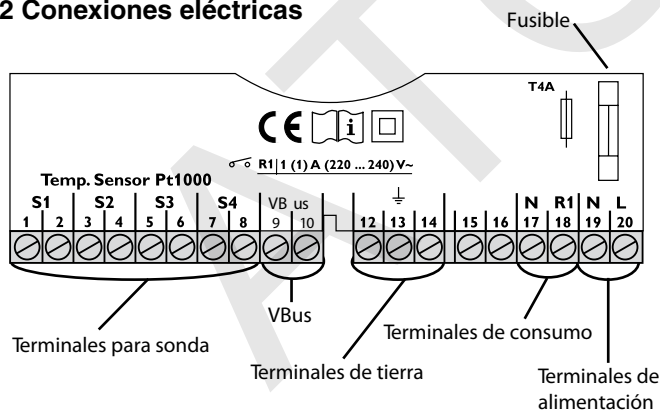 2 Conexiones eléctricas
Fusible
T4A
CE i
R1 1 (1) A (220 ... 240) V~
Temp. Sensor Pt1000
S1 S2 S3 S4 VB us N R1 N L
1 2 3 4 5 6 7 8 9 10 12 13 14 15 16 17 18 19 20
VBus
Terminales para sonda
Terminales de consumo
Terminales de tierra
Terminales de
alimentación